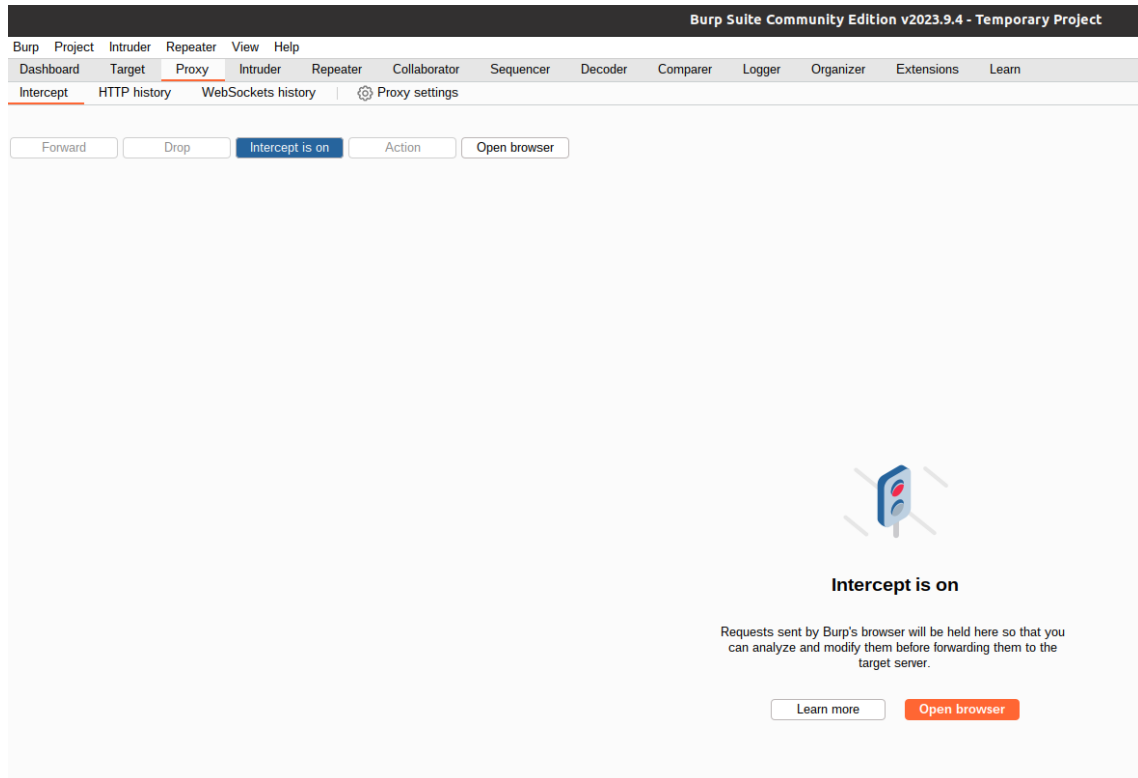 Burp Suite Community Edition v2023.9.4 - Temporary Project
Burp Project Intruder Repeater View Help
Dashboard Target Proxy Intruder Repeater Collaborator Sequencer Decoder Comparer Logger Organizer Extensions Learn
Intercept HTTP history WebSockets history Proxy settings
Forward Drop Intercept is on Action Open browser
Intercept is on
Requests sent by Burp's browser will be held here so that you
can analyze and modify them before forwarding them to the
target server.
Learn more Open browser